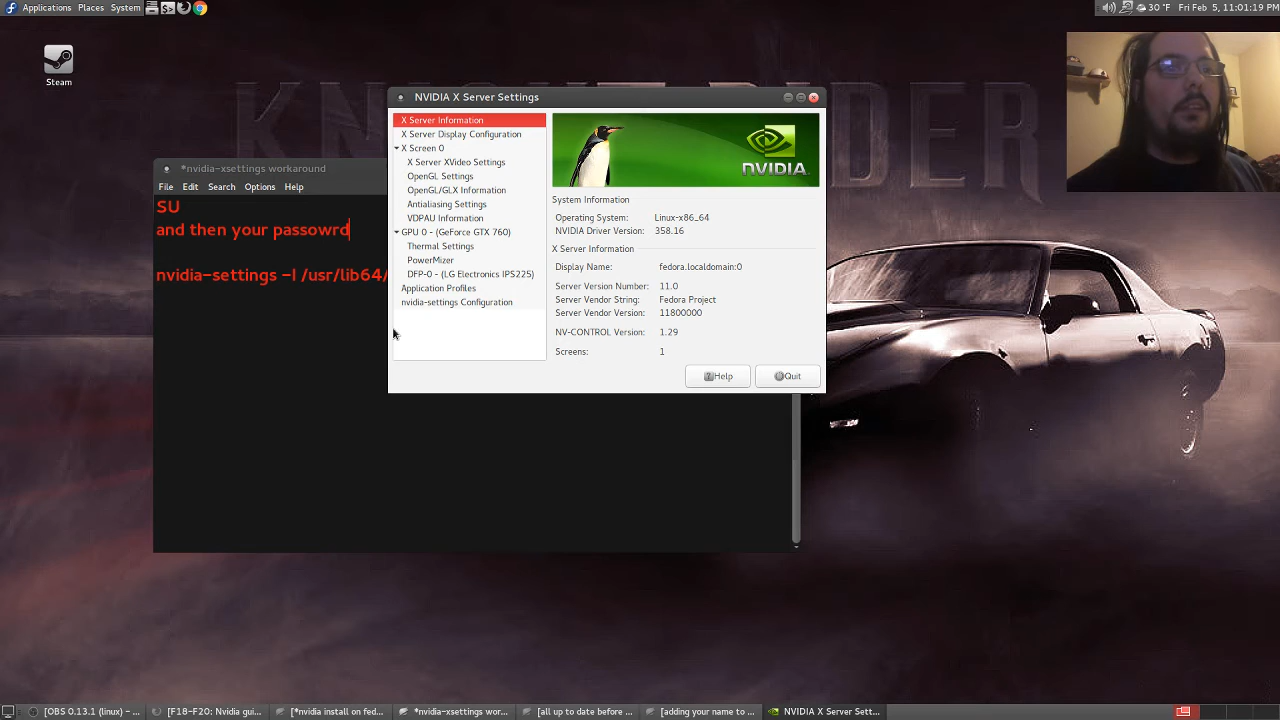 Applications Places System
30 °F Fri Feb 5, 11:01:19 PM
Steam
NVIDIA X Server Settings
X Server Information
X Server Display Configuration
X Screen 0
X Server XVideo Settings
OpenGL Settings
OpenGL/GLX Information
Antialiasing Settings
VDPAU Information
GPU 0 - (GeForce GTX 760)
Thermal Settings
PowerMizer
DFP-0 - (LG Electronics IPS225)
Application Profiles
nvidia-settings Configuration
NVIDIA.
System Information
Operating System: Linux-x86_64
NVIDIA Driver Version: 358.16
X Server Information
Display Name: fedora.localdomain:0
Server Version Number: 11.0
Server Vendor String: Fedora Project
Server Vendor Version: 11800000
NV-CONTROL Version: 1.29
Screens: 1
Help Quit
*nvidia-xsettings workaround
File Edit Search Options Help
SU
and then your passowrd
/usr/lib64/
[OBS 0.13.1 (linux) – ... [F18-F20: Nvidia gui... [*nvidia install on fed... *nvidia-xsettings wor... [all up to date before ... [adding your name to ... NVIDIA X Server Sett...